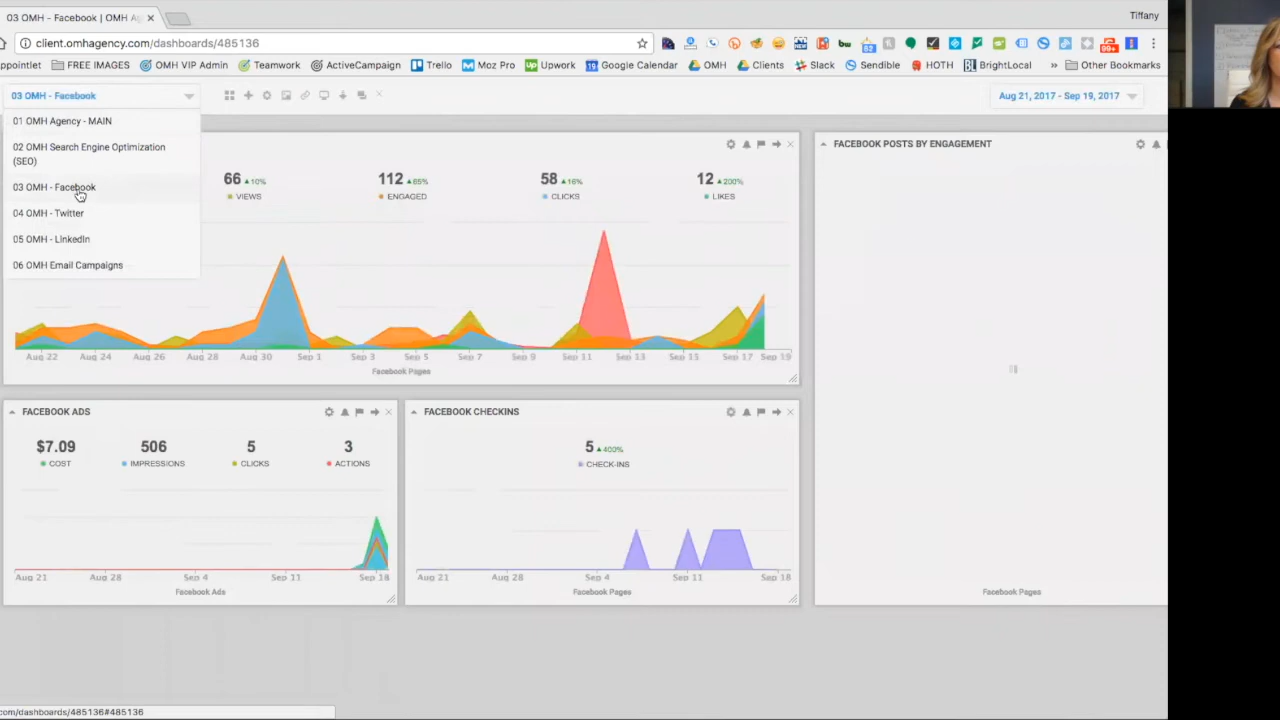 03 OMH - Facebook | OMH Ag
Tiffany
client.omhagency.com/dashboards/485136
99+
appointlet FREE IMAGES OMH VIP Admin Teamwork ActiveCampaign Trello Moz Pro Upwork Google Calendar OMH Clients Slack Sendible HOTH BrightLocal » Other Bookmarks
03 OMH - Facebook
Aug 21, 2017 - Sep 19, 2017
01 OMH Agency - MAIN
02 OMH Search Engine Optimization
(SEO)
03 OMH - Facebook
04 OMH - Twitter
05 OMH - LinkedIn
06 OMH Email Campaigns
66 10% 112 65% 58 16% 12 200%
VIEWS ENGAGED CLICKS LIKES
Aug 22 Aug 24 Aug 26 Aug 28 Aug 30 Sep 1 Sep 3 Sep 5 Sep 7 Sep 9 Sep 11 Sep 13 Sep 15 Sep 17 Sep 19
Facebook Pages
FACEBOOK POSTS BY ENGAGEMENT
Facebook Pages
FACEBOOK ADS
$7.09 506 5 3
COST IMPRESSIONS CLICKS ACTIONS
Aug 21 Aug 28 Sep 4 Sep 11 Sep 18
Facebook Ads
FACEBOOK CHECKINS
5 400%
CHECK-INS
Aug 21 Aug 28 Sep 4 Sep 11 Sep 18
Facebook Pages
com/dashboards/485136#485136